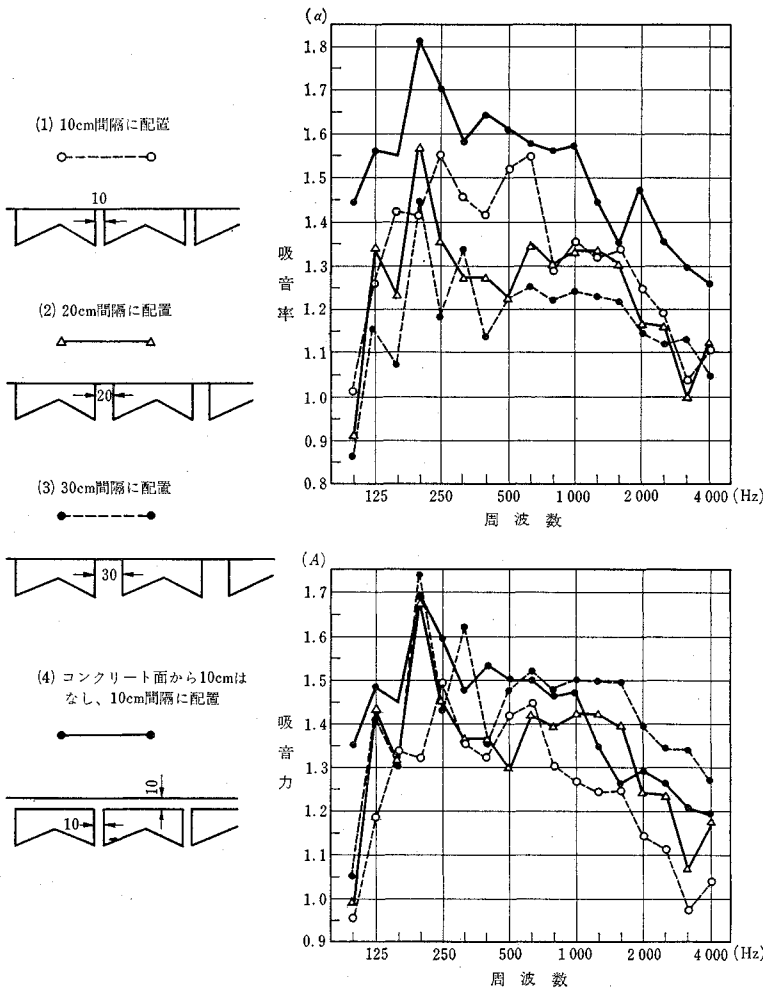 (1) 10cm間隔に配置
10
(2) 20cm間隔に配置
20
(3) 30cm間隔に配置
30
(4) コンクリート面から10cmは
なし、10cm間隔に配置
10
10
(α)
1.8
1.7
1.6
1.5
1.4
1.3
1.2
1.1
1.0
0.9
0.8
吸音率
125 250 500 1 000 2 000 4 000 (Hz)
周波数
(A)
1.7
1.6
1.5
1.4
1.3
1.2
1.1
1.0
0.9
吸音力
125 250 500 1 000 2 000 4 000 (Hz)
周波数